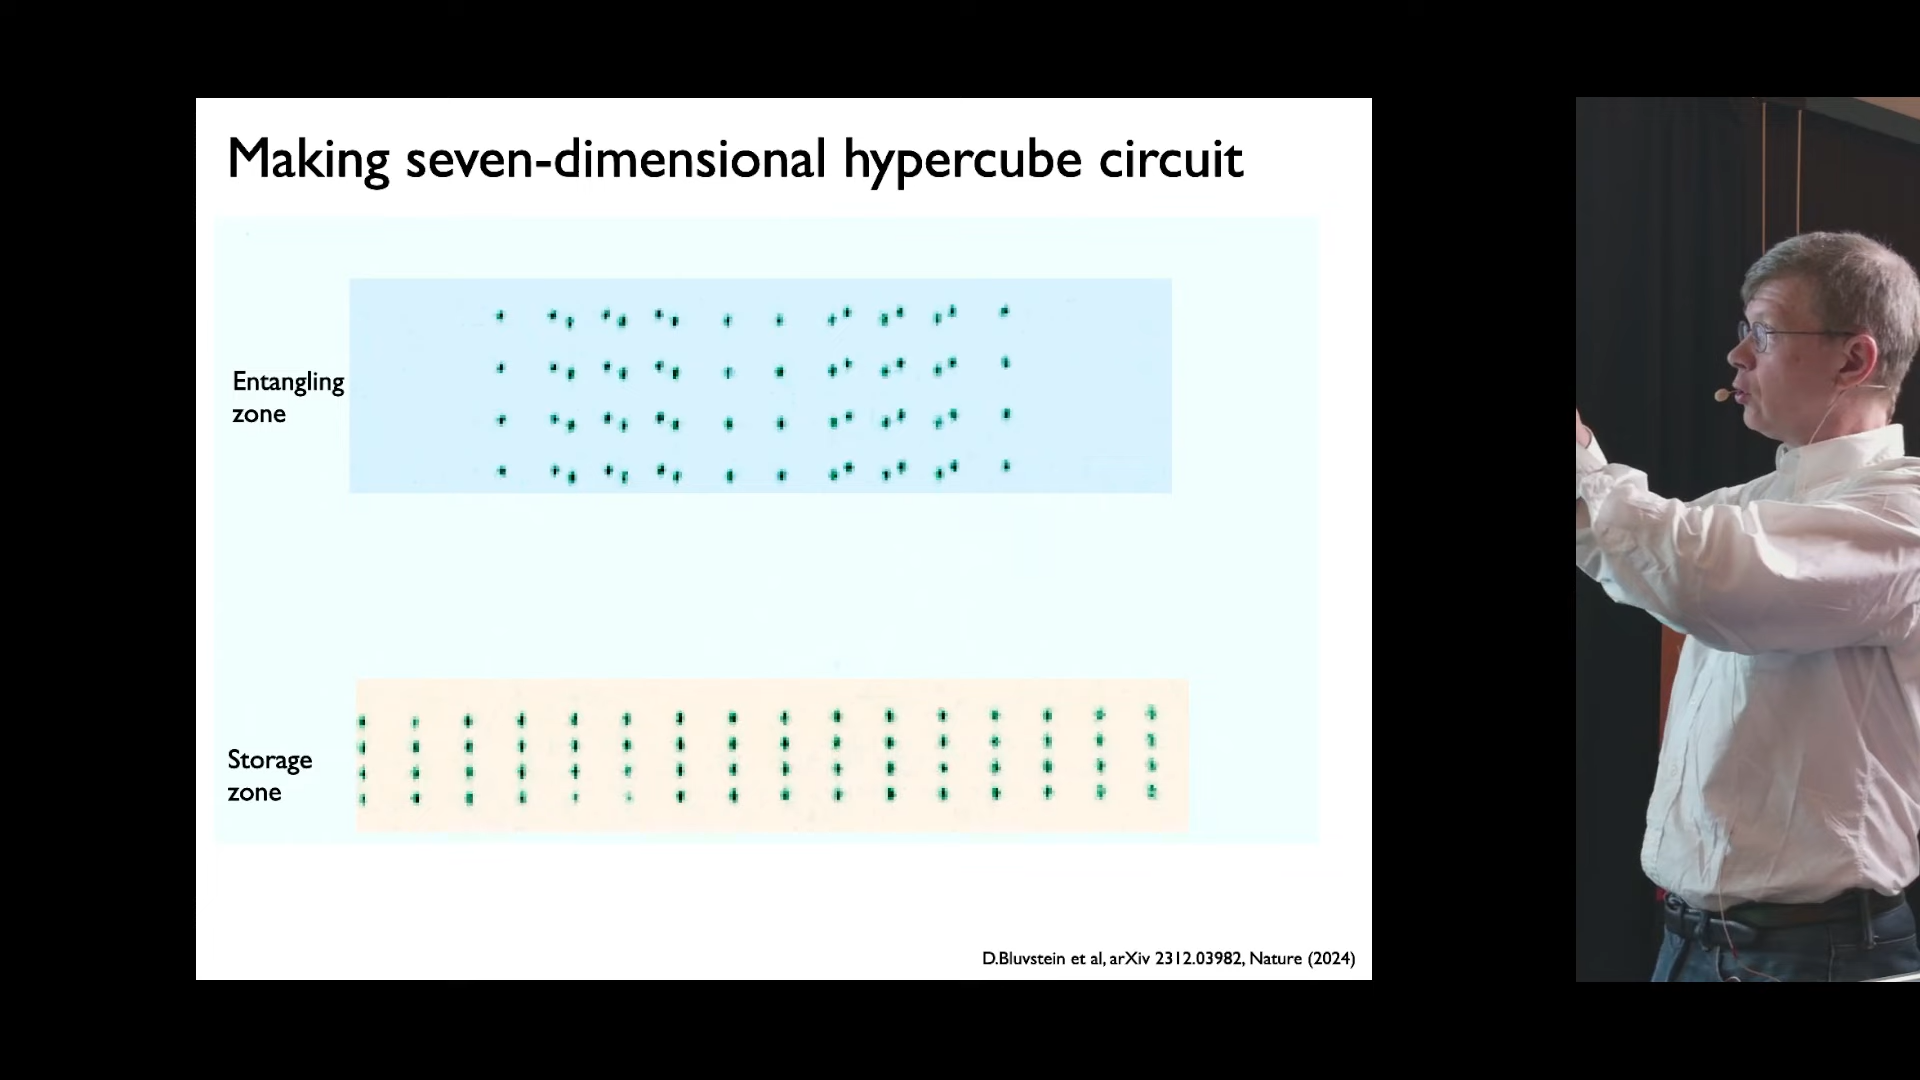 Making seven-dimensional hypercube circuit
Entangling
zone
Storage
zone
D.Bluvstein et al, arXiv 2312.03982, Nature (2024)